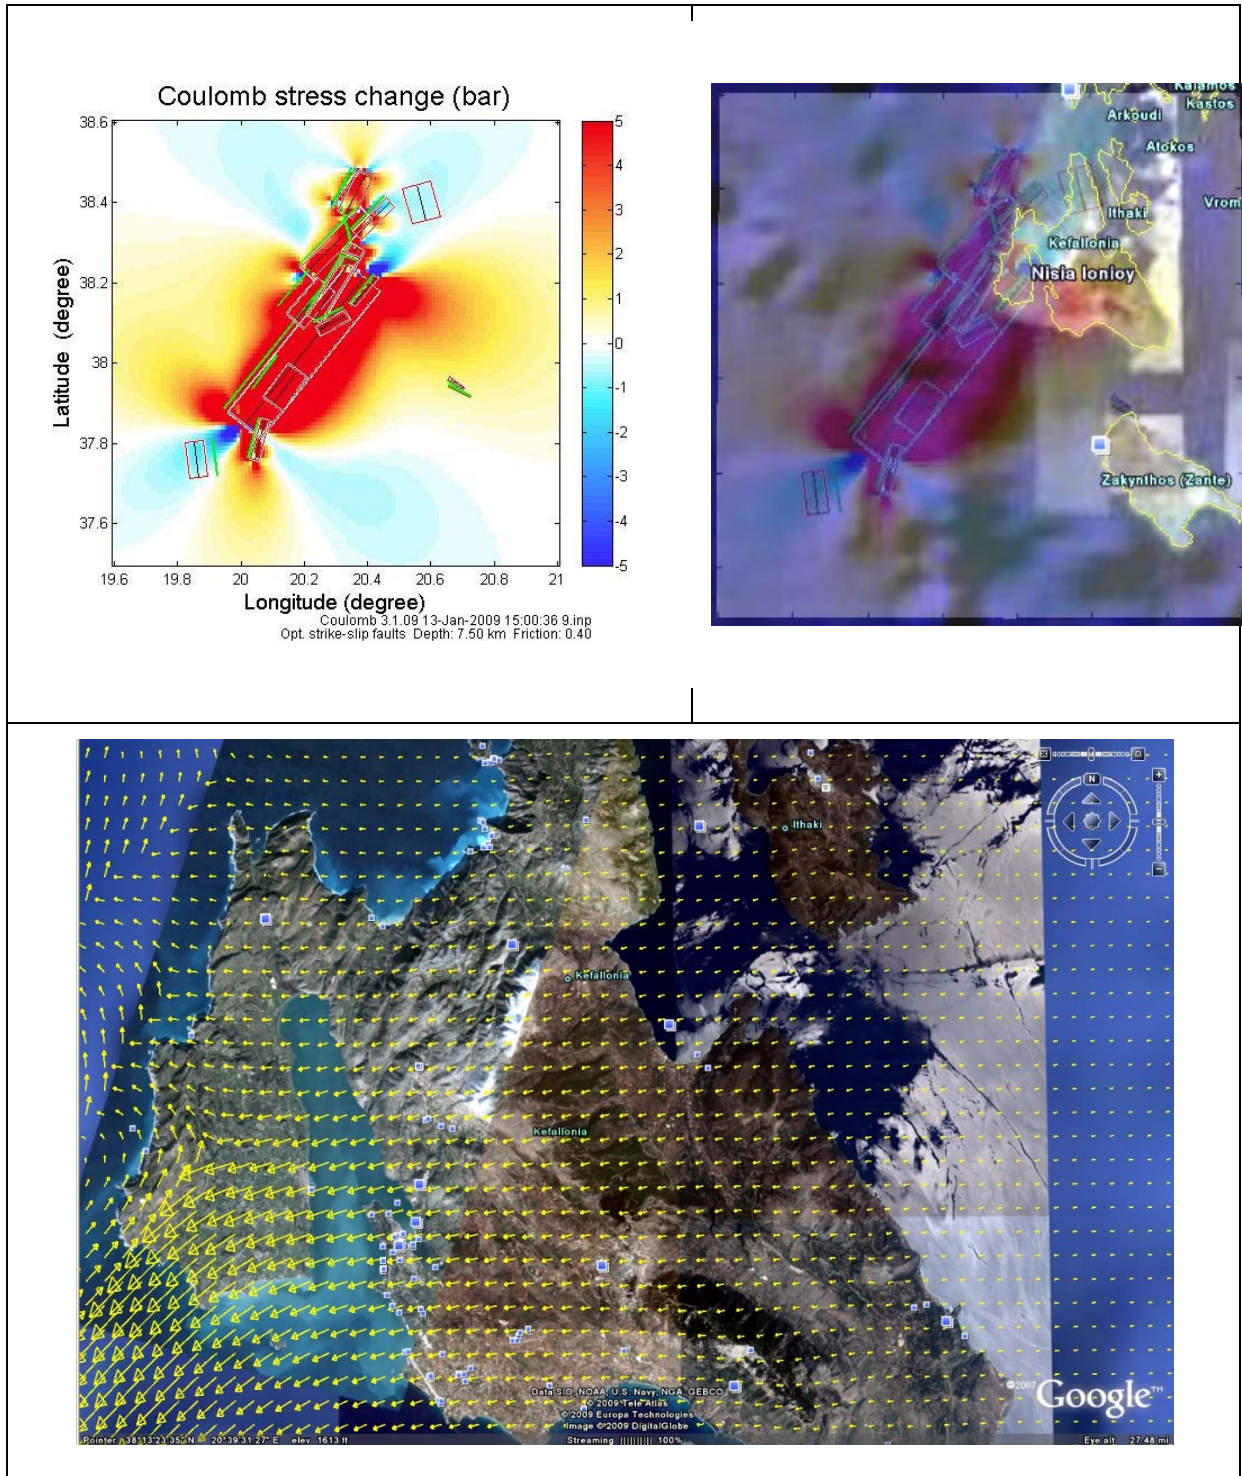 Coulomb stress change (bar)
38.6
38.4
38.2
38
37.8
37.6
Latitude (degree)
19.6 19.8 20 20.2 20.4 20.6 20.8 21
Longitude (degree)
5
4
3
2
1
0
-1
-2
-3
-4
-5
Coulomb 3.1.09 13-Jan-2009 15:00:36 9.inp
Opt. strike-slip faults Depth: 7.50 km Friction: 0.40
Kalamos
Kastos
Arkoudi
Atokos
Vrom
Ithaki
Kefallonia
Nisia Ionioy
Zakynthos (Zante)
N
Ithaki
Kefallonia
Kefallonia
Data SIO, NOAA, U.S. Navy, NGA, GEBCO
© 2009 Tele Atlas
© 2009 Europa Technologies
Image © 2009 DigitalGlobe
©2007 Google™
Pointer 38°13'23.35" N 20°39'31.27" E elev 1613 ft Streaming |||||||||| 100% Eye alt 27.48 mi